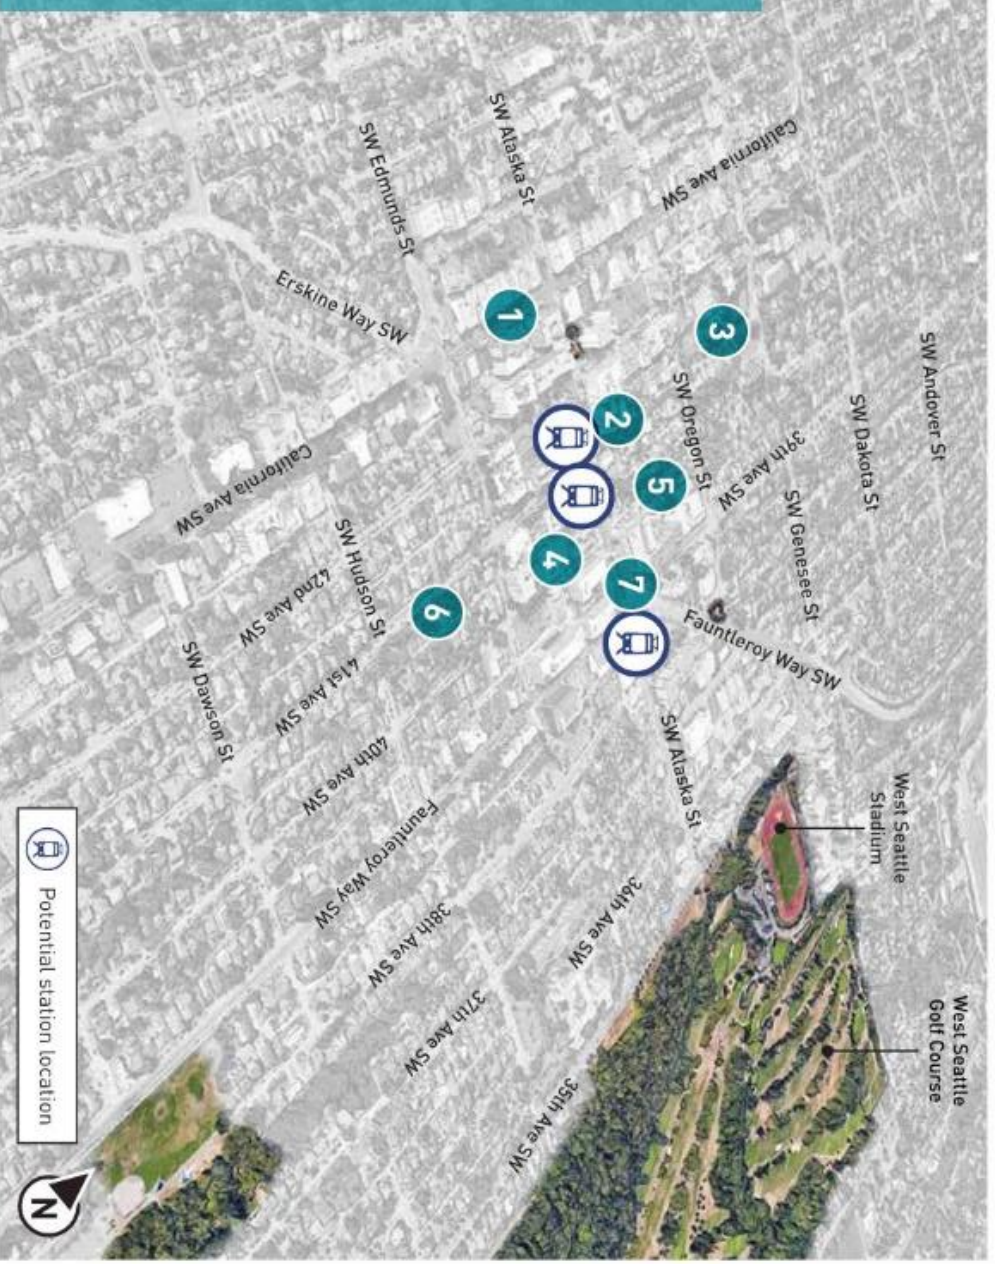 SW Andover St
West Seattle
Stadium
West Seattle
Golf Course
SW Dakota St
SW Genesee St
California Ave SW
39th Ave SW
Fauntleroy Way SW
3
SW Oregon St
SW Alaska St
5
2
7
SW Alaska St
1
4
36th Ave SW
SW Edmunds St
6
35th Ave SW
Erskine Way SW
37th Ave SW
38th Ave SW
Fauntleroy Way SW
SW Hudson St
40th Ave SW
41st Ave SW
42nd Ave SW
California Ave SW
SW Dawson St
Potential station location
N